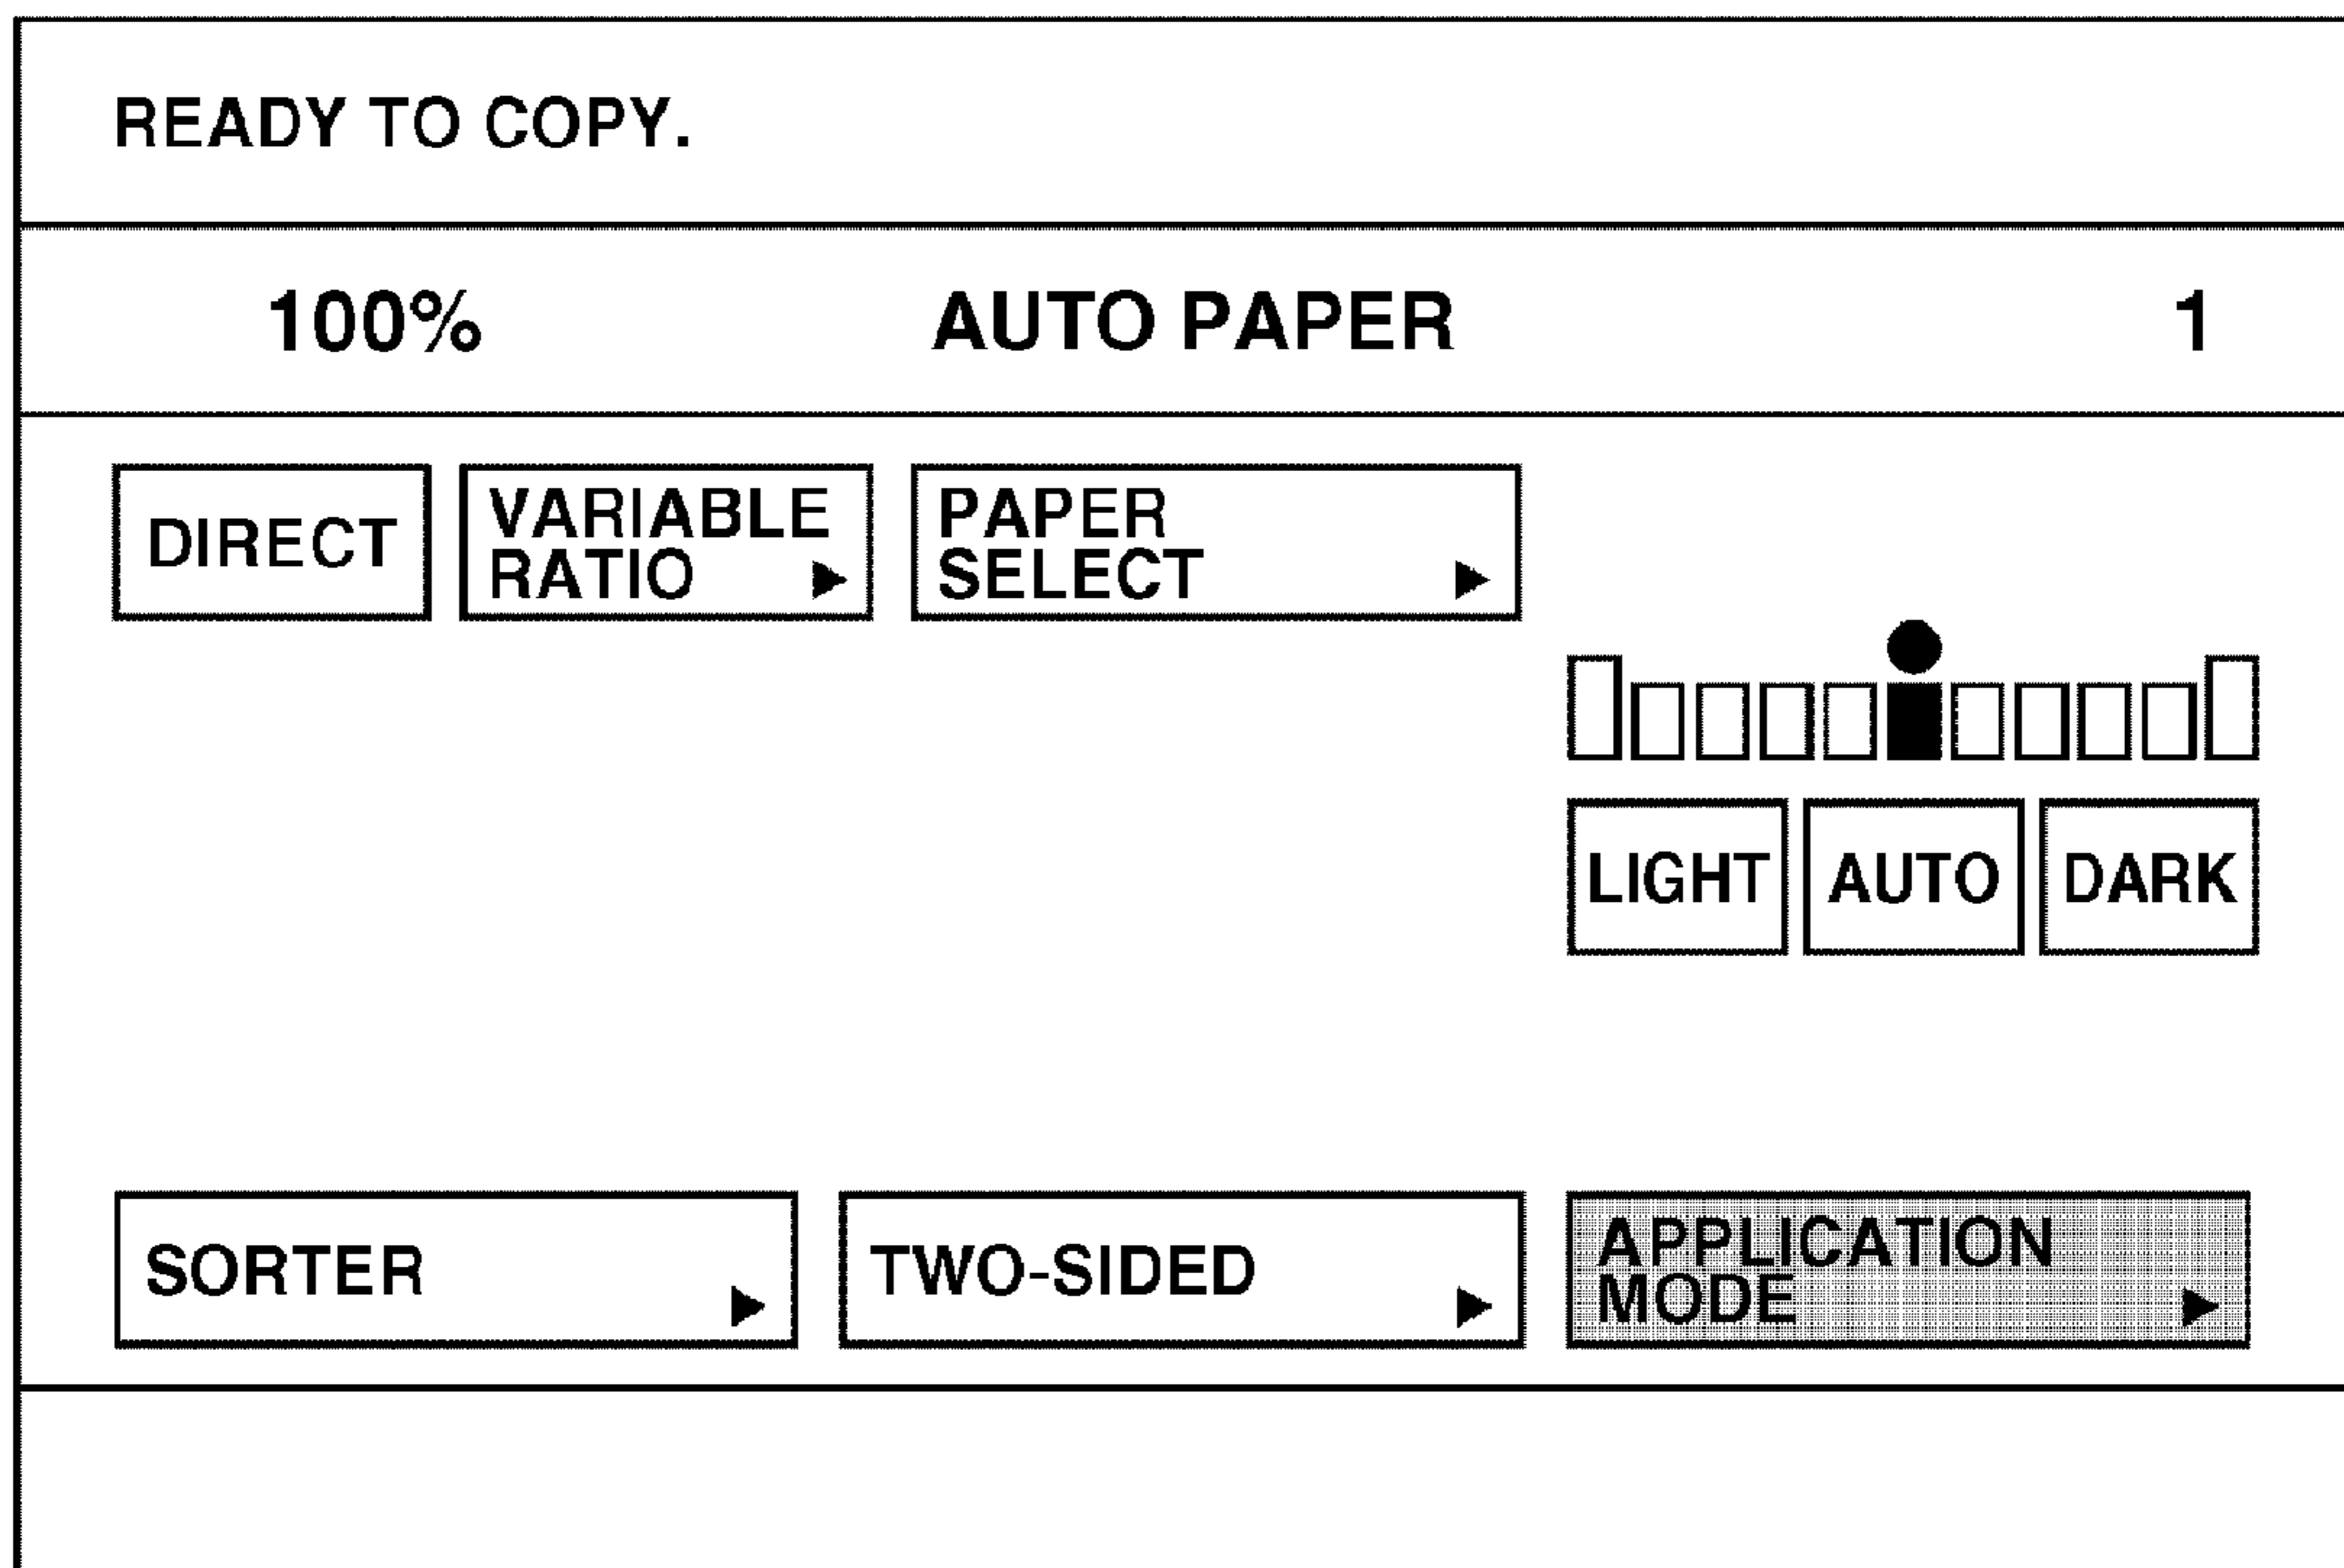 READY TO COPY.
100% AUTO PAPER 1
DIRECT
VARIABLE
RATIO
PAPER
SELECT
LIGHT AUTO DARK
SORTER
TWO-SIDED
APPLICATION
MODE